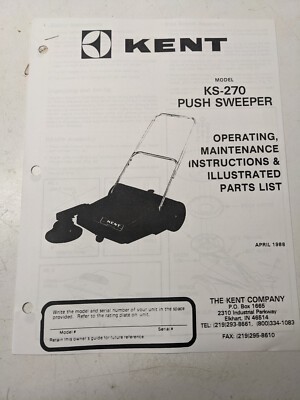 KENT
MODEL
KS-270
PUSH SWEEPER
OPERATING,
MAINTENANCE
INSTRUCTIONS &
ILLUSTRATED
PARTS LIST
KENT
APRIL 1988
Write the model and serial number of your unit in the space
provided. Refer to the rating plate on unit.
Model# Serial#
Retain this owner's guide for future reference.
THE KENT COMPANY
P.O. Box 1665
2310 Industrial Parkway
Elkhart, IN 46514
TEL: (219)293-8661, (800)334-1083
FAX: (219)295-8610